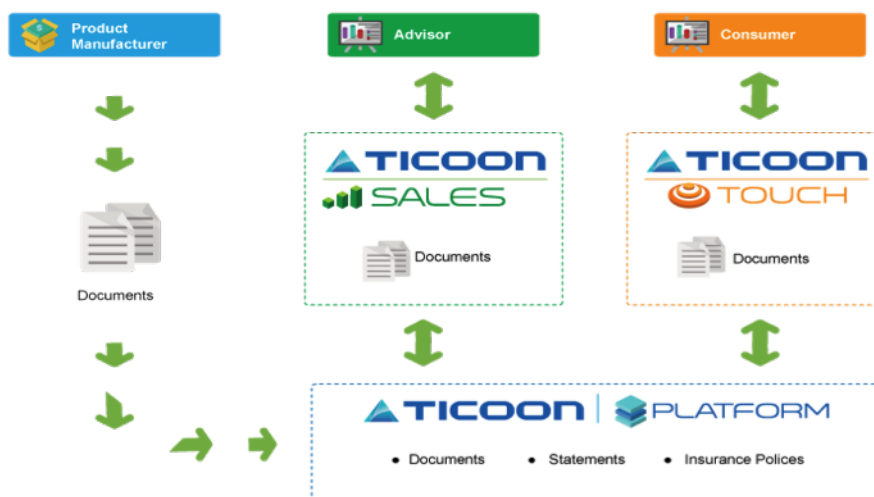 Product
Manufacturer
Advisor
Consumer
TICOON
SALES
Documents
TICOON
TOUCH
Documents
Documents
TICOON | PLATFORM
• Documents • Statements • Insurance Polices